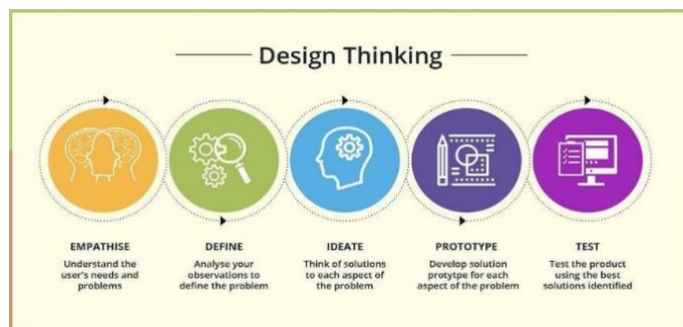 Design Thinking
EMPATHISE
Understand the
user's needs and
problems
DEFINE
Analyse your
observations to
define the problem
IDEATE
Think of solutions
to each aspect of
the problem
PROTOTYPE
Develop solution
protytpe for each
aspect of the problem
TEST
Test the product
using the best
solutions identified